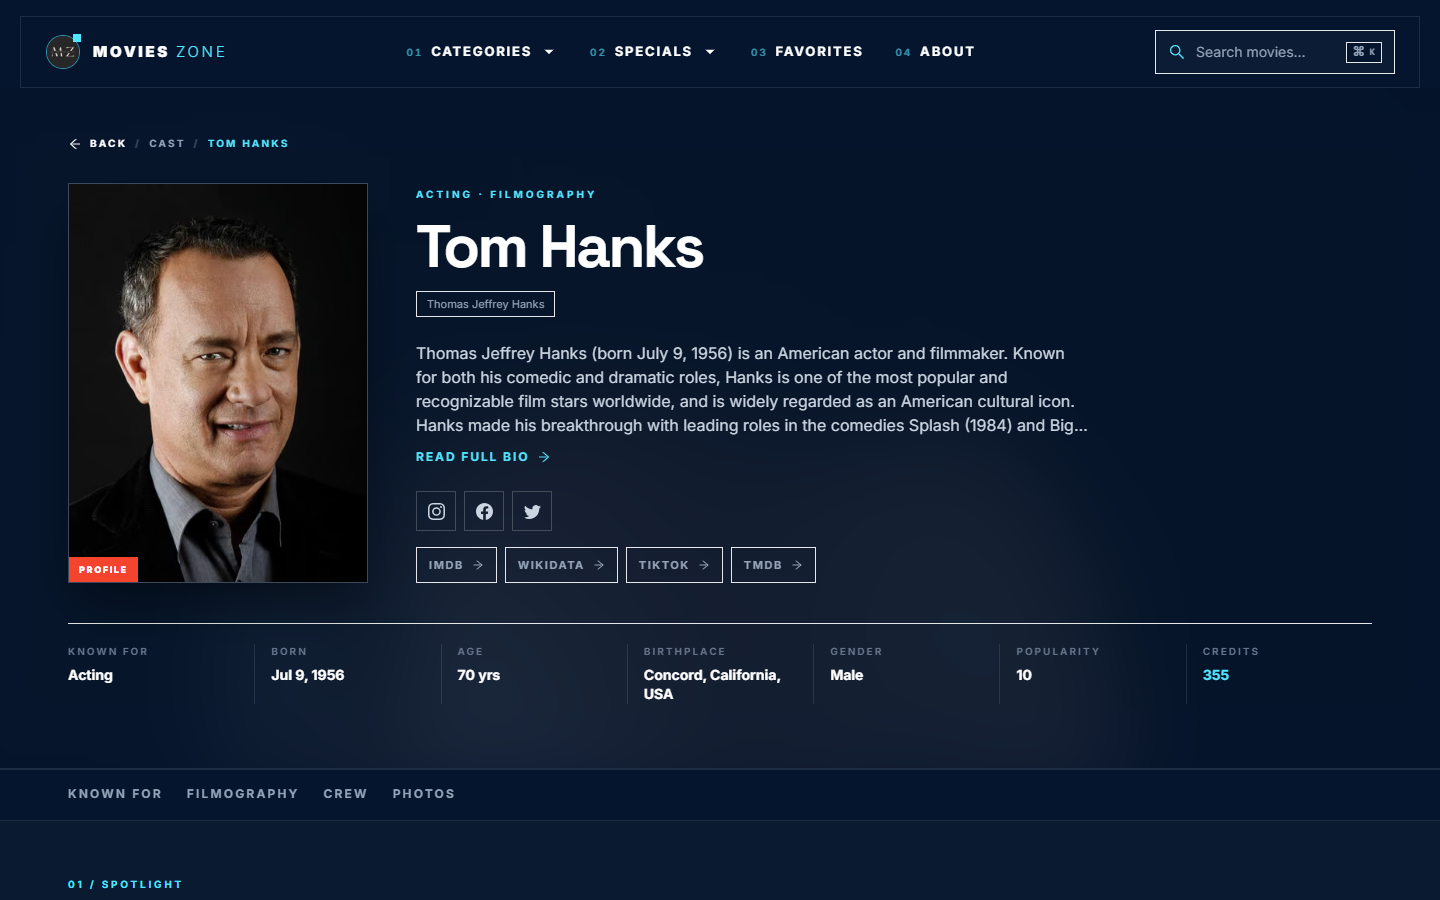 MZ MOVIES ZONE
01 CATEGORIES
02 SPECIALS
03 FAVORITES
04 ABOUT
Search movies...
⌘ K
BACK / CAST / TOM HANKS
PROFILE
ACTING · FILMOGRAPHY
Tom Hanks
Thomas Jeffrey Hanks
Thomas Jeffrey Hanks (born July 9, 1956) is an American actor and filmmaker. Known
for both his comedic and dramatic roles, Hanks is one of the most popular and
recognizable film stars worldwide, and is widely regarded as an American cultural icon.
Hanks made his breakthrough with leading roles in the comedies Splash (1984) and Big...
READ FULL BIO
IMDB
WIKIDATA
TIKTOK
TMDB
KNOWN FOR
Acting
BORN
Jul 9, 1956
AGE
70 yrs
BIRTHPLACE
Concord, California,
USA
GENDER
Male
POPULARITY
10
CREDITS
355
KNOWN FOR
FILMOGRAPHY
CREW
PHOTOS
01 / SPOTLIGHT